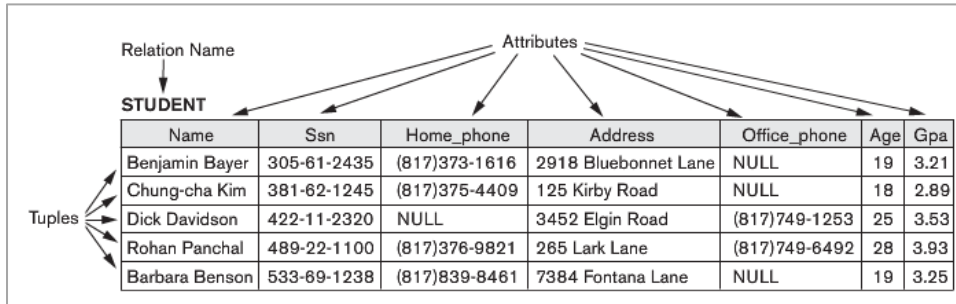 Attributes
Relation Name
STUDENT
Name Ssn Home_phone Address Office_phone Age Gpa
Benjamin Bayer 305-61-2435 (817)373-1616 2918 Bluebonnet Lane NULL 19 3.21
Chung-cha Kim 381-62-1245 (817)375-4409 125 Kirby Road NULL 18 2.89
Tuples Dick Davidson 422-11-2320 NULL 3452 Elgin Road (817)749-1253 25 3.53
Rohan Panchal 489-22-1100 (817)376-9821 265 Lark Lane (817)749-6492 28 3.93
Barbara Benson 533-69-1238 (817)839-8461 7384 Fontana Lane NULL 19 3.25